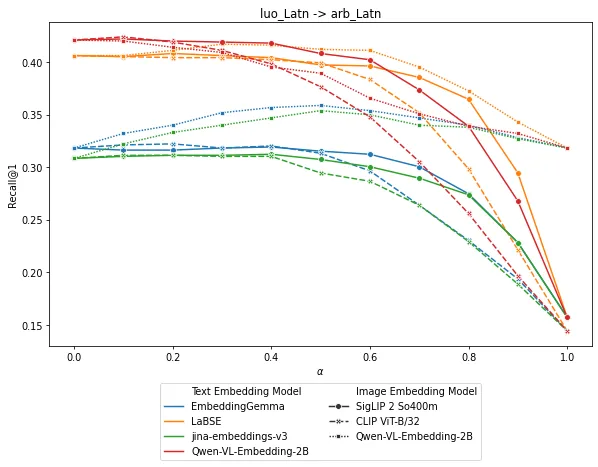 luo_Latn -> arb_Latn
Recall@1
0.40
0.35
0.30
0.25
0.20
0.15
0.0
0.2
0.4
0.6
0.8
1.0
α
Text Embedding Model
EmbeddingGemma
LaBSE
jina-embeddings-v3
Qwen-VL-Embedding-2B
Image Embedding Model
SigLIP 2 So400m
CLIP ViT-B/32
Qwen-VL-Embedding-2B